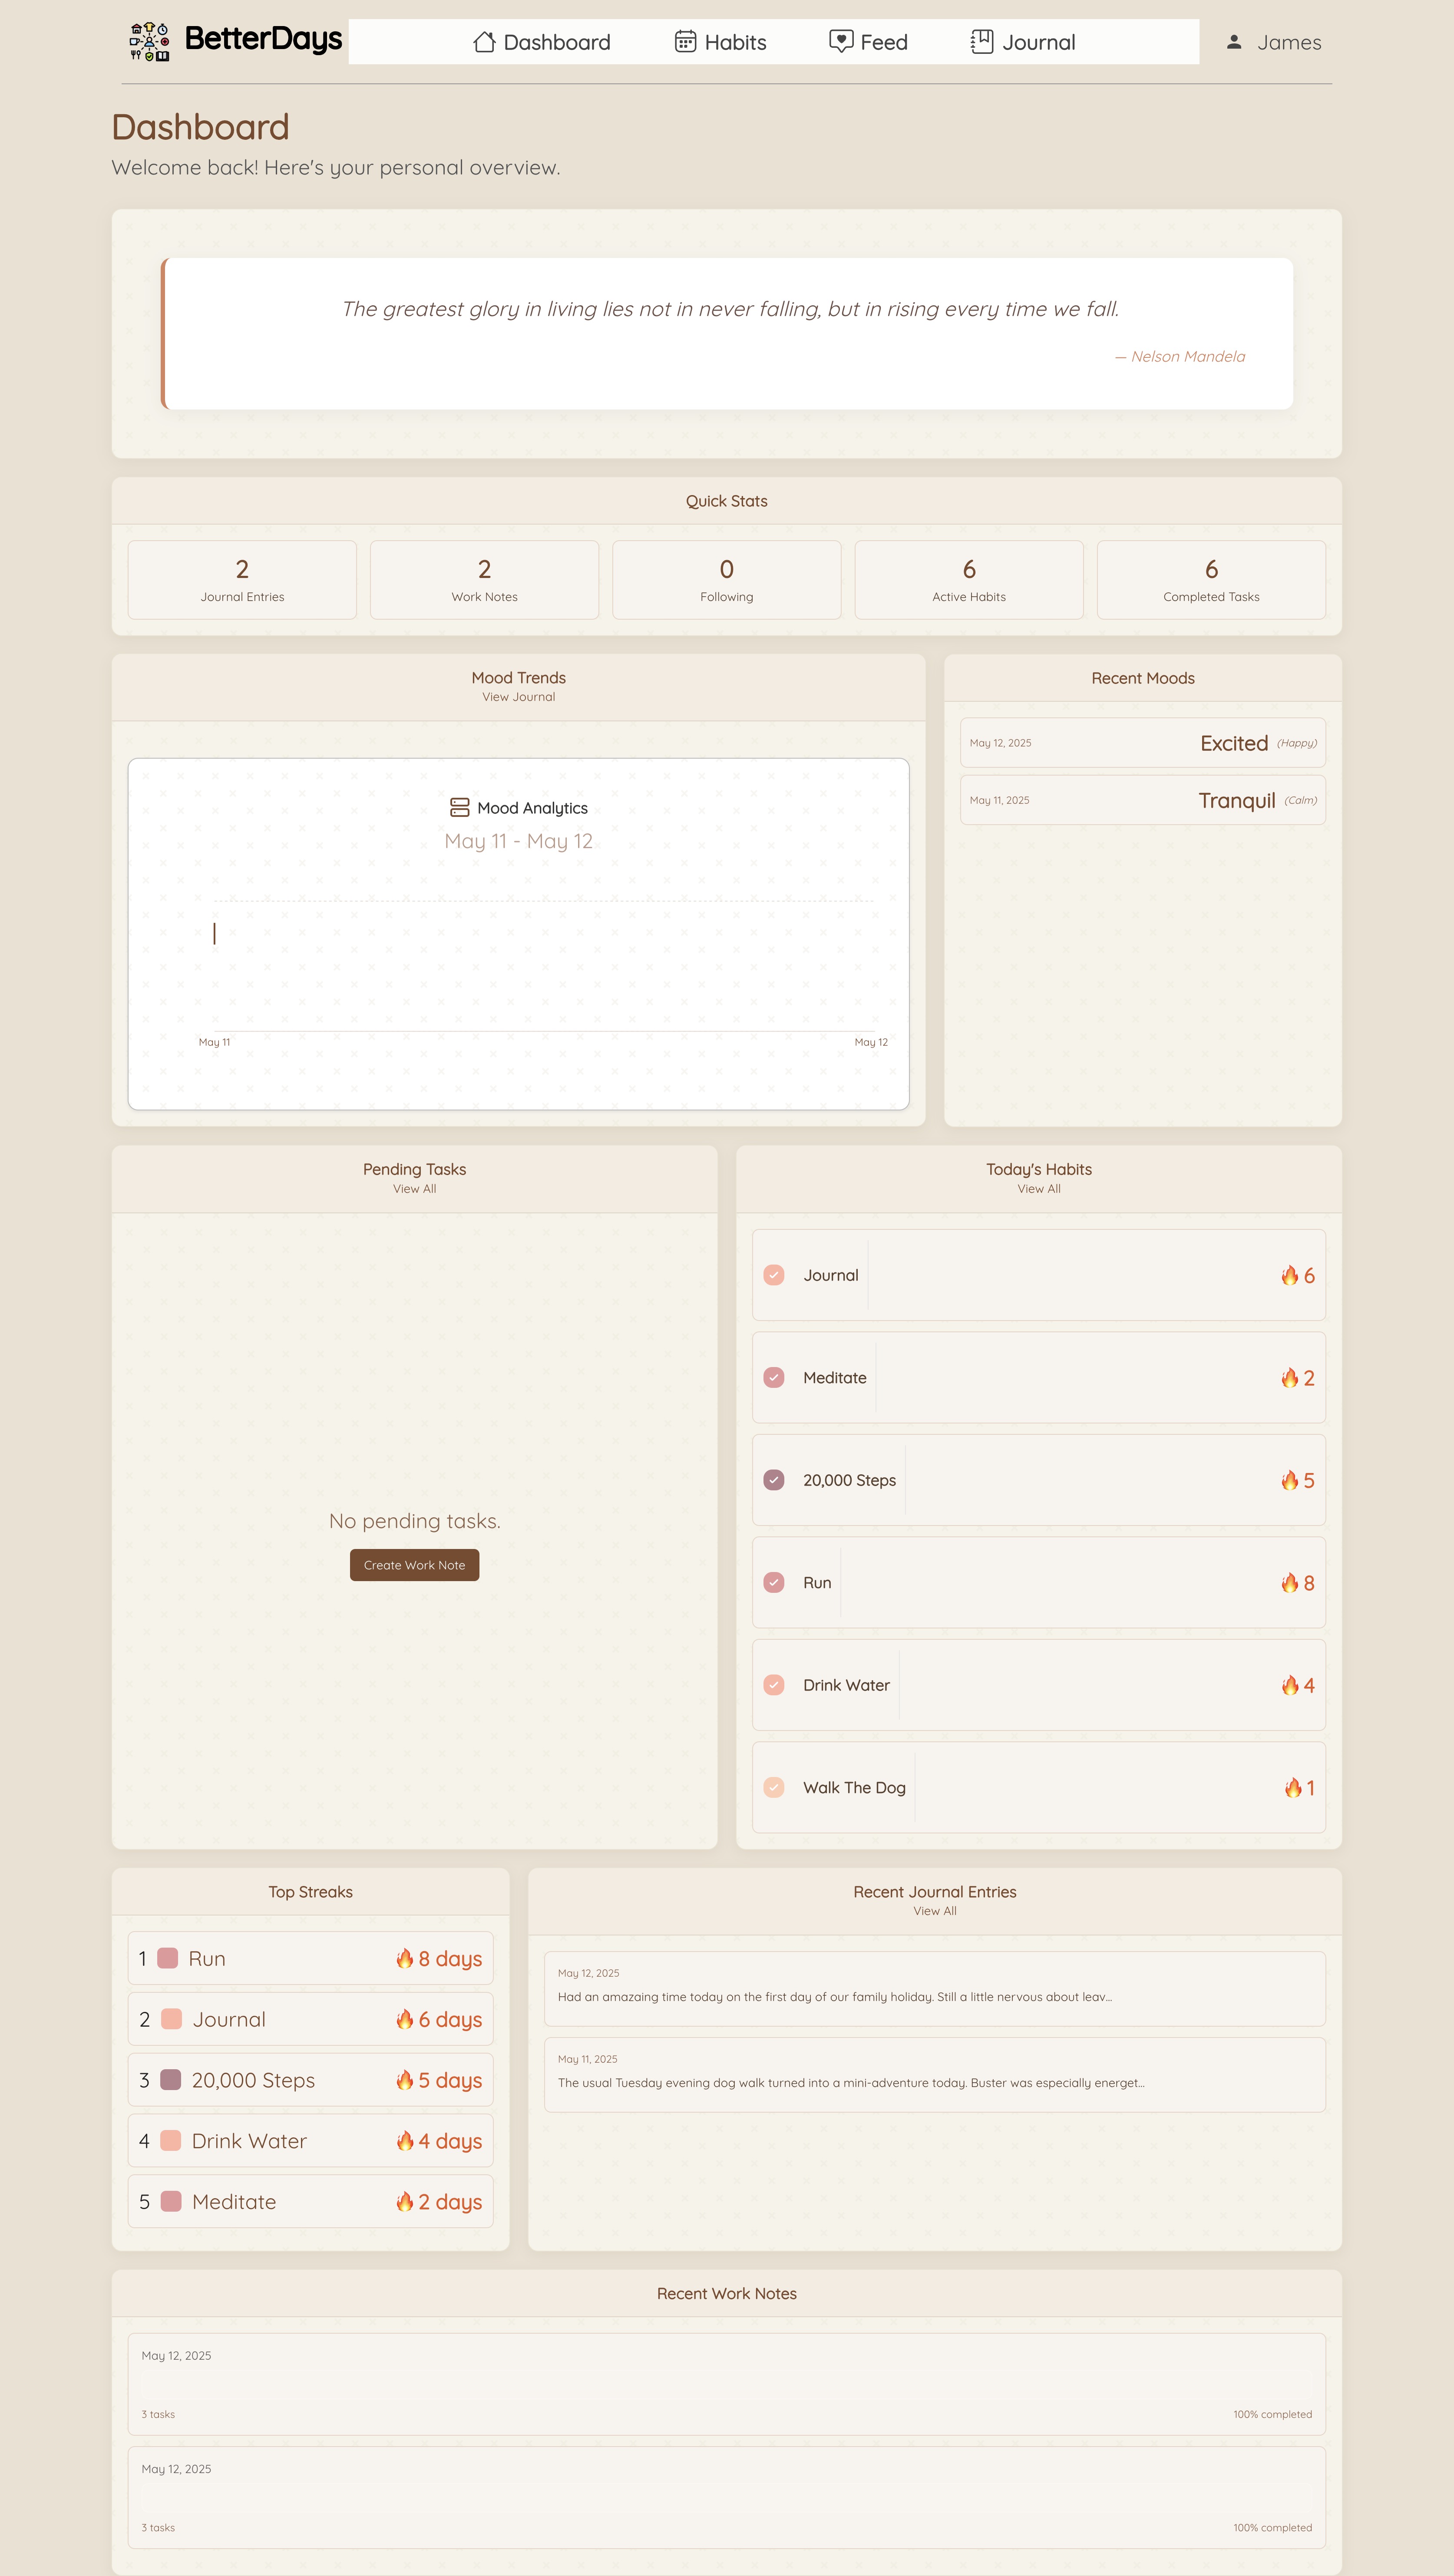 BetterDays
Dashboard
Habits
Feed
Journal
James
Dashboard
Welcome back! Here's your personal overview.
The greatest glory in living lies not in never falling, but in rising every time we fall.
— Nelson Mandela
Quick Stats
2
Journal Entries
2
Work Notes
0
Following
6
Active Habits
6
Completed Tasks
Mood Trends
View Journal
Mood Analytics
May 11 - May 12
May 11
May 12
Recent Moods
May 12, 2025 Excited (Happy)
May 11, 2025 Tranquil (Calm)
Pending Tasks
View All
No pending tasks.
Create Work Note
Today's Habits
View All
Journal 🔥 6
Meditate 🔥 2
20,000 Steps 🔥 5
Run 🔥 8
Drink Water 🔥 4
Walk The Dog 🔥 1
Top Streaks
1 Run 🔥 8 days
2 Journal 🔥 6 days
3 20,000 Steps 🔥 5 days
4 Drink Water 🔥 4 days
5 Meditate 🔥 2 days
Recent Journal Entries
View All
May 12, 2025
Had an amazaing time today on the first day of our family holiday. Still a little nervous about leav...
May 11, 2025
The usual Tuesday evening dog walk turned into a mini-adventure today. Buster was especially energet...
Recent Work Notes
May 12, 2025
3 tasks 100% completed
May 12, 2025
3 tasks 100% completed